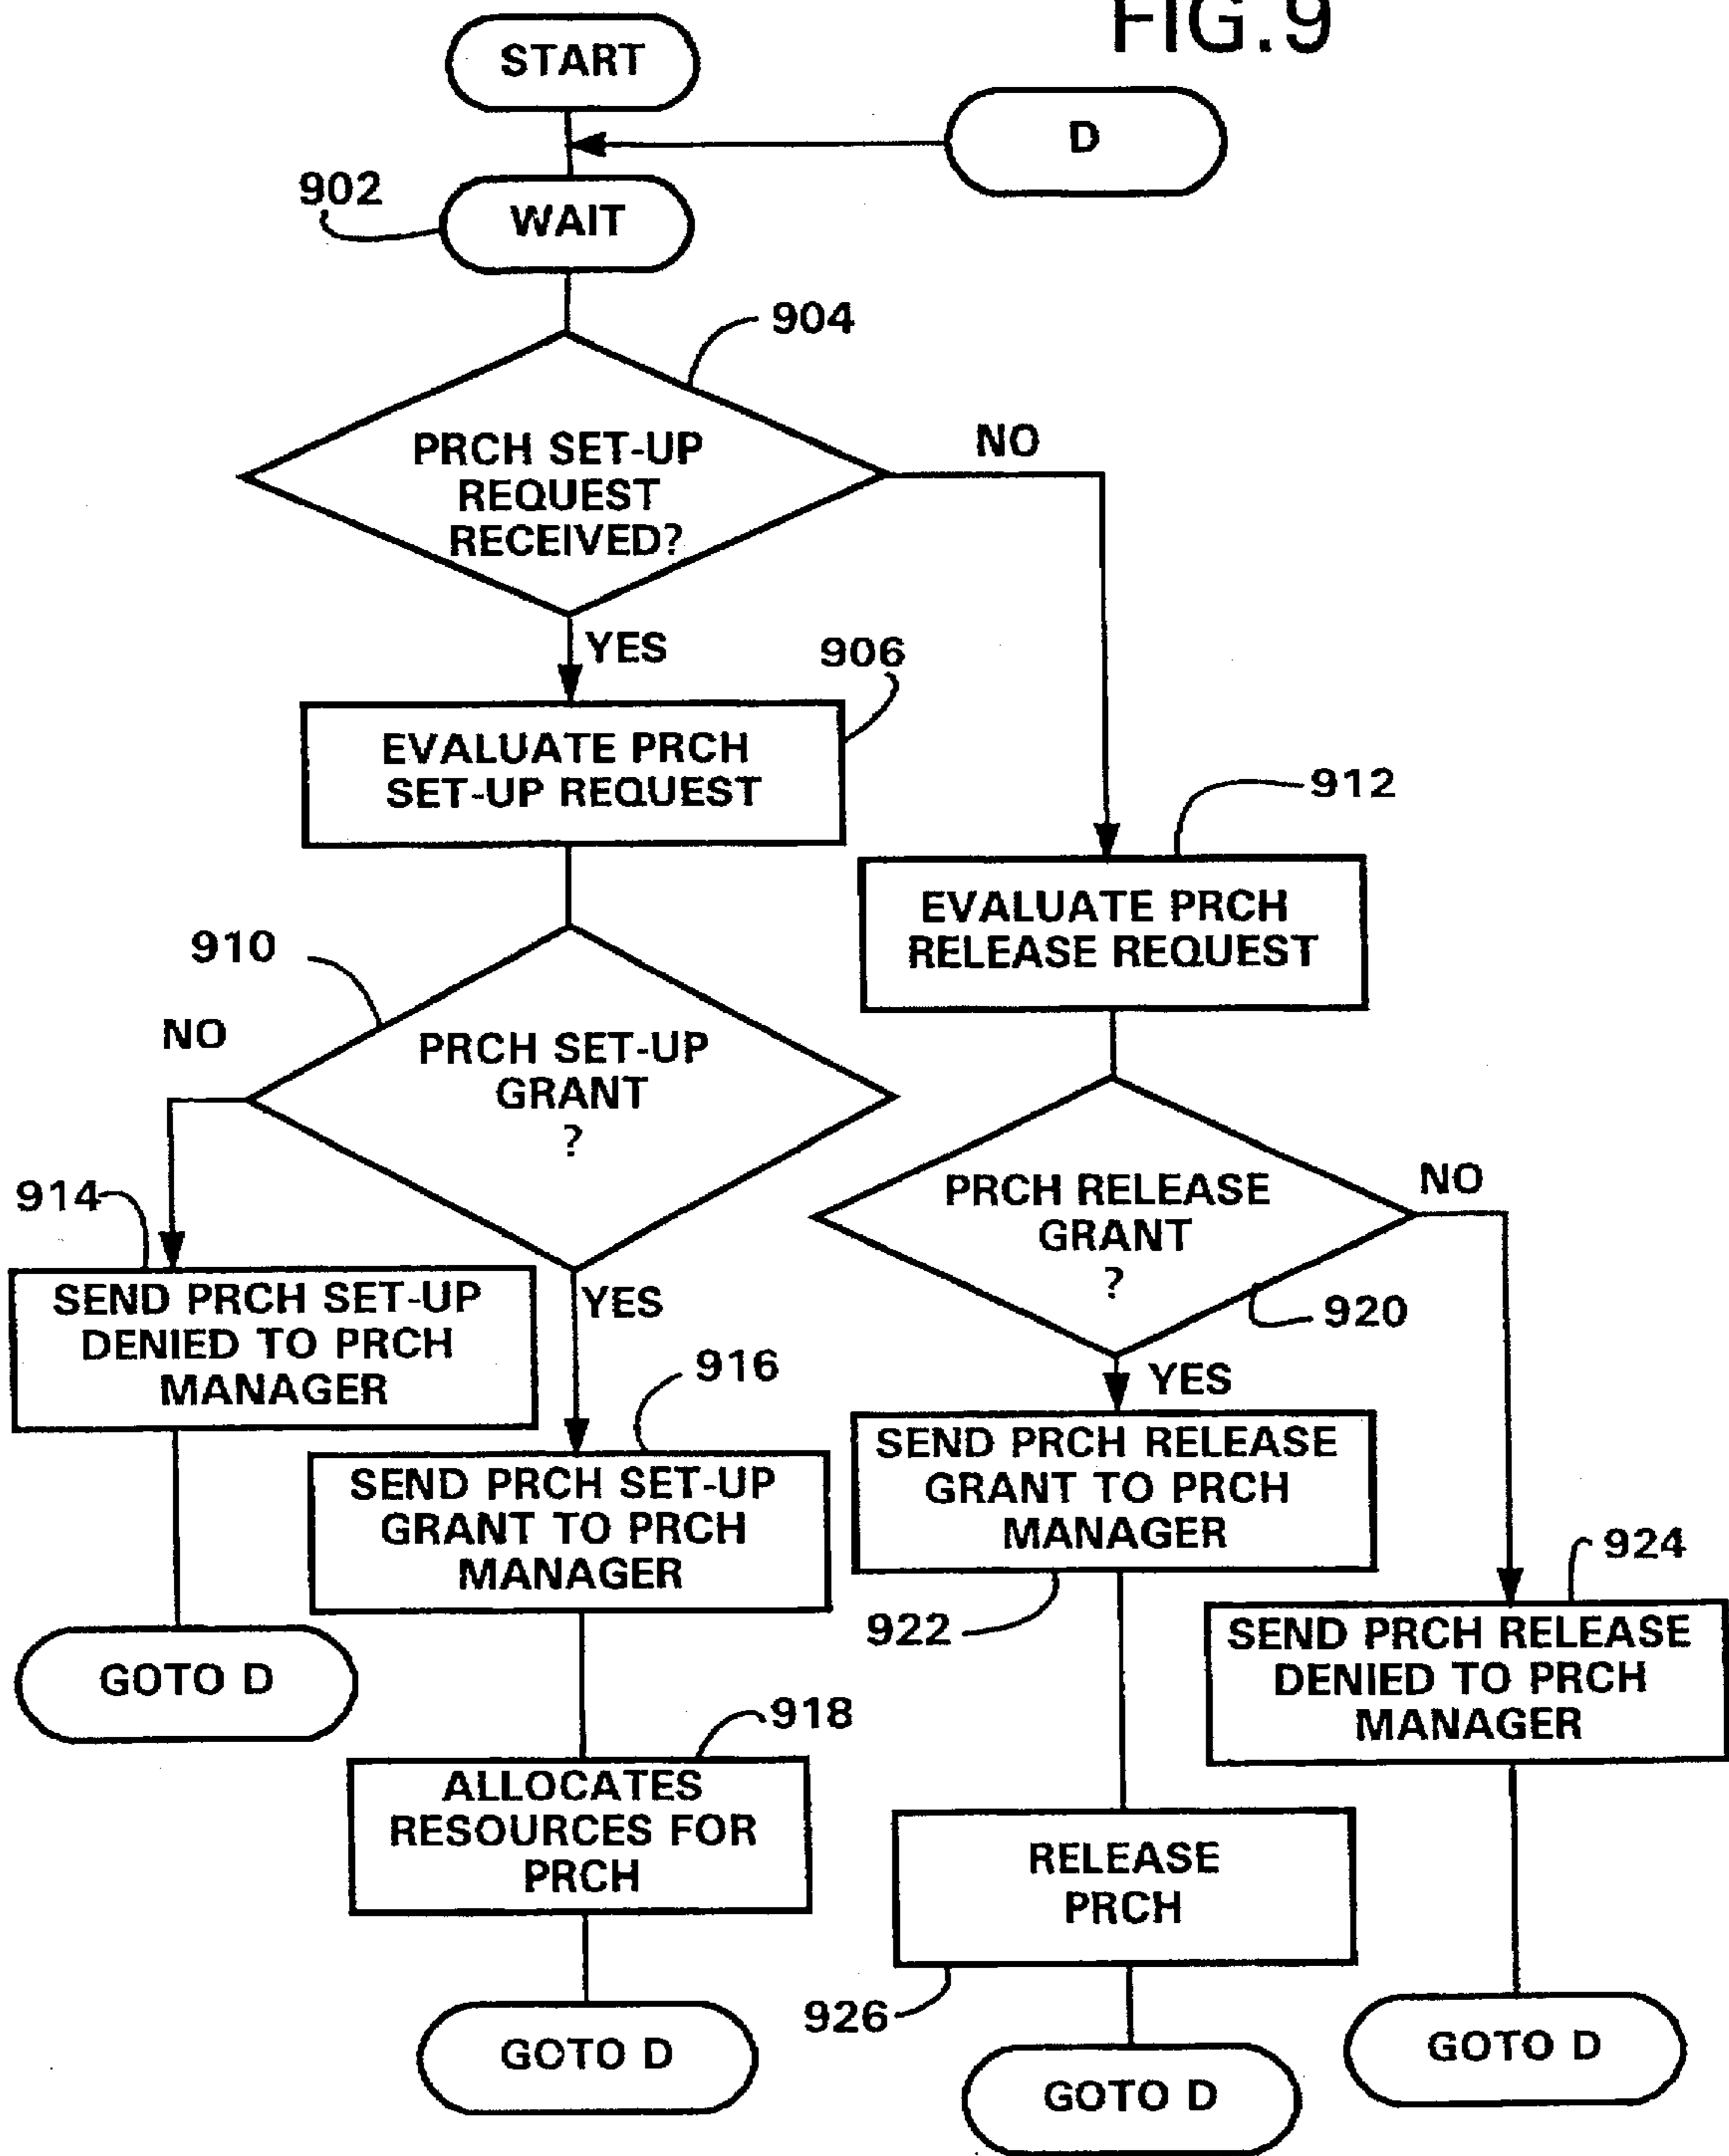 FIG.9
START
D
902
WAIT
904
PRCH SET-UP
REQUEST
RECEIVED?
NO
YES
906
EVALUATE PRCH
SET-UP REQUEST
912
EVALUATE PRCH
RELEASE REQUEST
910
NO
PRCH SET-UP
GRANT
?
YES
PRCH RELEASE
GRANT
?
NO
920
YES
914
SEND PRCH SET-UP
DENIED TO PRCH
MANAGER
916
SEND PRCH SET-UP
GRANT TO PRCH
MANAGER
SEND PRCH RELEASE
GRANT TO PRCH
MANAGER
922
924
SEND PRCH RELEASE
DENIED TO PRCH
MANAGER
GOTO D
918
ALLOCATES
RESOURCES FOR
PRCH
RELEASE
PRCH
926
GOTO D
GOTO D
GOTO D